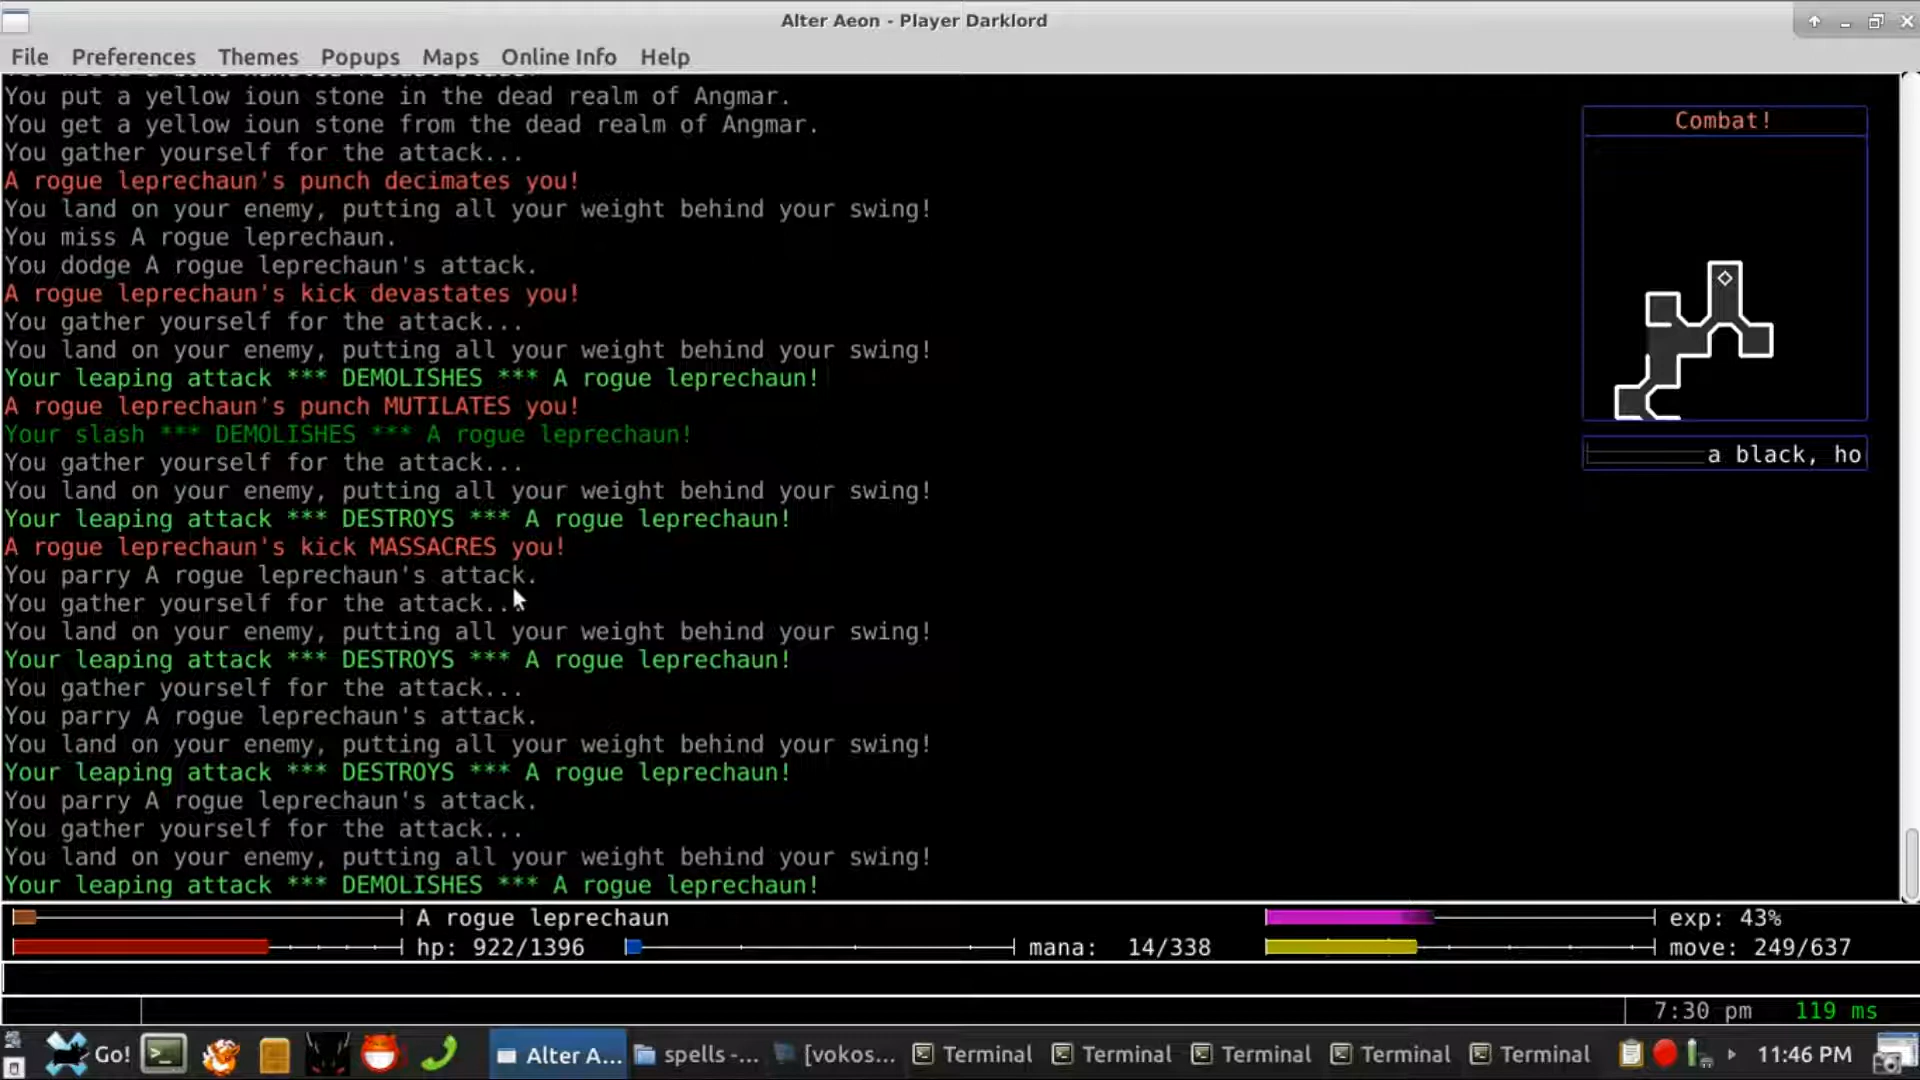 Alter Aeon - Player Darklord
File Preferences Themes Popups Maps Online Info Help
You put a yellow ioun stone in the dead realm of Angmar.
You get a yellow ioun stone from the dead realm of Angmar.
You gather yourself for the attack...
A rogue leprechaun's punch decimates you!
You land on your enemy, putting all your weight behind your swing!
You miss A rogue leprechaun.
You dodge A rogue leprechaun's attack.
A rogue leprechaun's kick devastates you!
You gather yourself for the attack...
You land on your enemy, putting all your weight behind your swing!
Your leaping attack *** DEMOLISHES *** A rogue leprechaun!
A rogue leprechaun's punch MUTILATES you!
Your slash *** DEMOLISHES *** A rogue leprechaun!
You gather yourself for the attack...
You land on your enemy, putting all your weight behind your swing!
Your leaping attack *** DESTROYS *** A rogue leprechaun!
A rogue leprechaun's kick MASSACRES you!
You parry A rogue leprechaun's attack.
You gather yourself for the attack...
You land on your enemy, putting all your weight behind your swing!
Your leaping attack *** DESTROYS *** A rogue leprechaun!
You gather yourself for the attack...
You parry A rogue leprechaun's attack.
You land on your enemy, putting all your weight behind your swing!
Your leaping attack *** DESTROYS *** A rogue leprechaun!
You parry A rogue leprechaun's attack.
You gather yourself for the attack...
You land on your enemy, putting all your weight behind your swing!
Your leaping attack *** DEMOLISHES *** A rogue leprechaun!
Combat!
a black, ho
A rogue leprechaun exp: 43%
hp: 922/1396 mana: 14/338 move: 249/637
7:30 pm 119 ms
Go! Alter A... spells -... [vokos... Terminal Terminal Terminal Terminal Terminal 11:46 PM